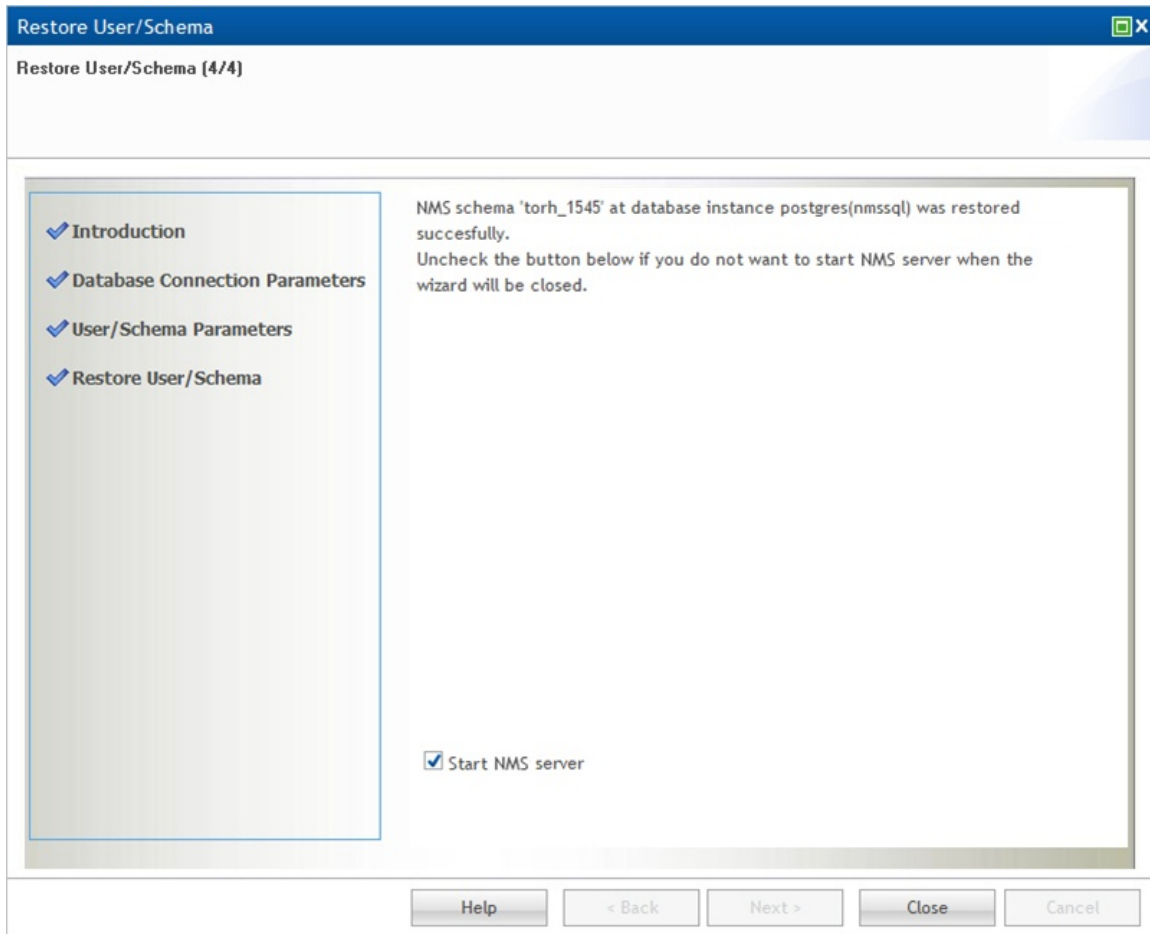 Restore User/Schema
Restore User/Schema (4/4)
Introduction
Database Connection Parameters
User/Schema Parameters
Restore User/Schema
NMS schema 'torh_1545' at database instance postgres(nmssql) was restored
succesfully.
Uncheck the button below if you do not want to start NMS server when the
wizard will be closed.
Start NMS server
Help
< Back
Next >
Close
Cancel